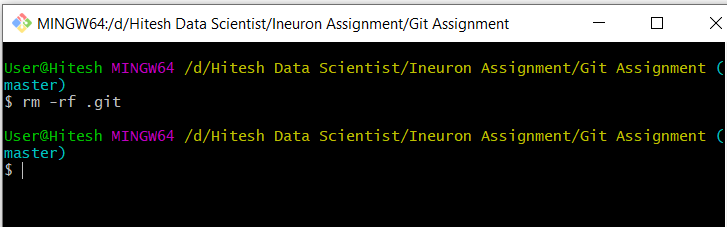 MINGW64:/d/Hitesh Data Scientist/Ineuron Assignment/Git Assignment
User@Hitesh MINGW64 /d/Hitesh Data Scientist/Ineuron Assignment/Git Assignment (
master)
$ rm -rf .git
User@Hitesh MINGW64 /d/Hitesh Data Scientist/Ineuron Assignment/Git Assignment (
master)
$